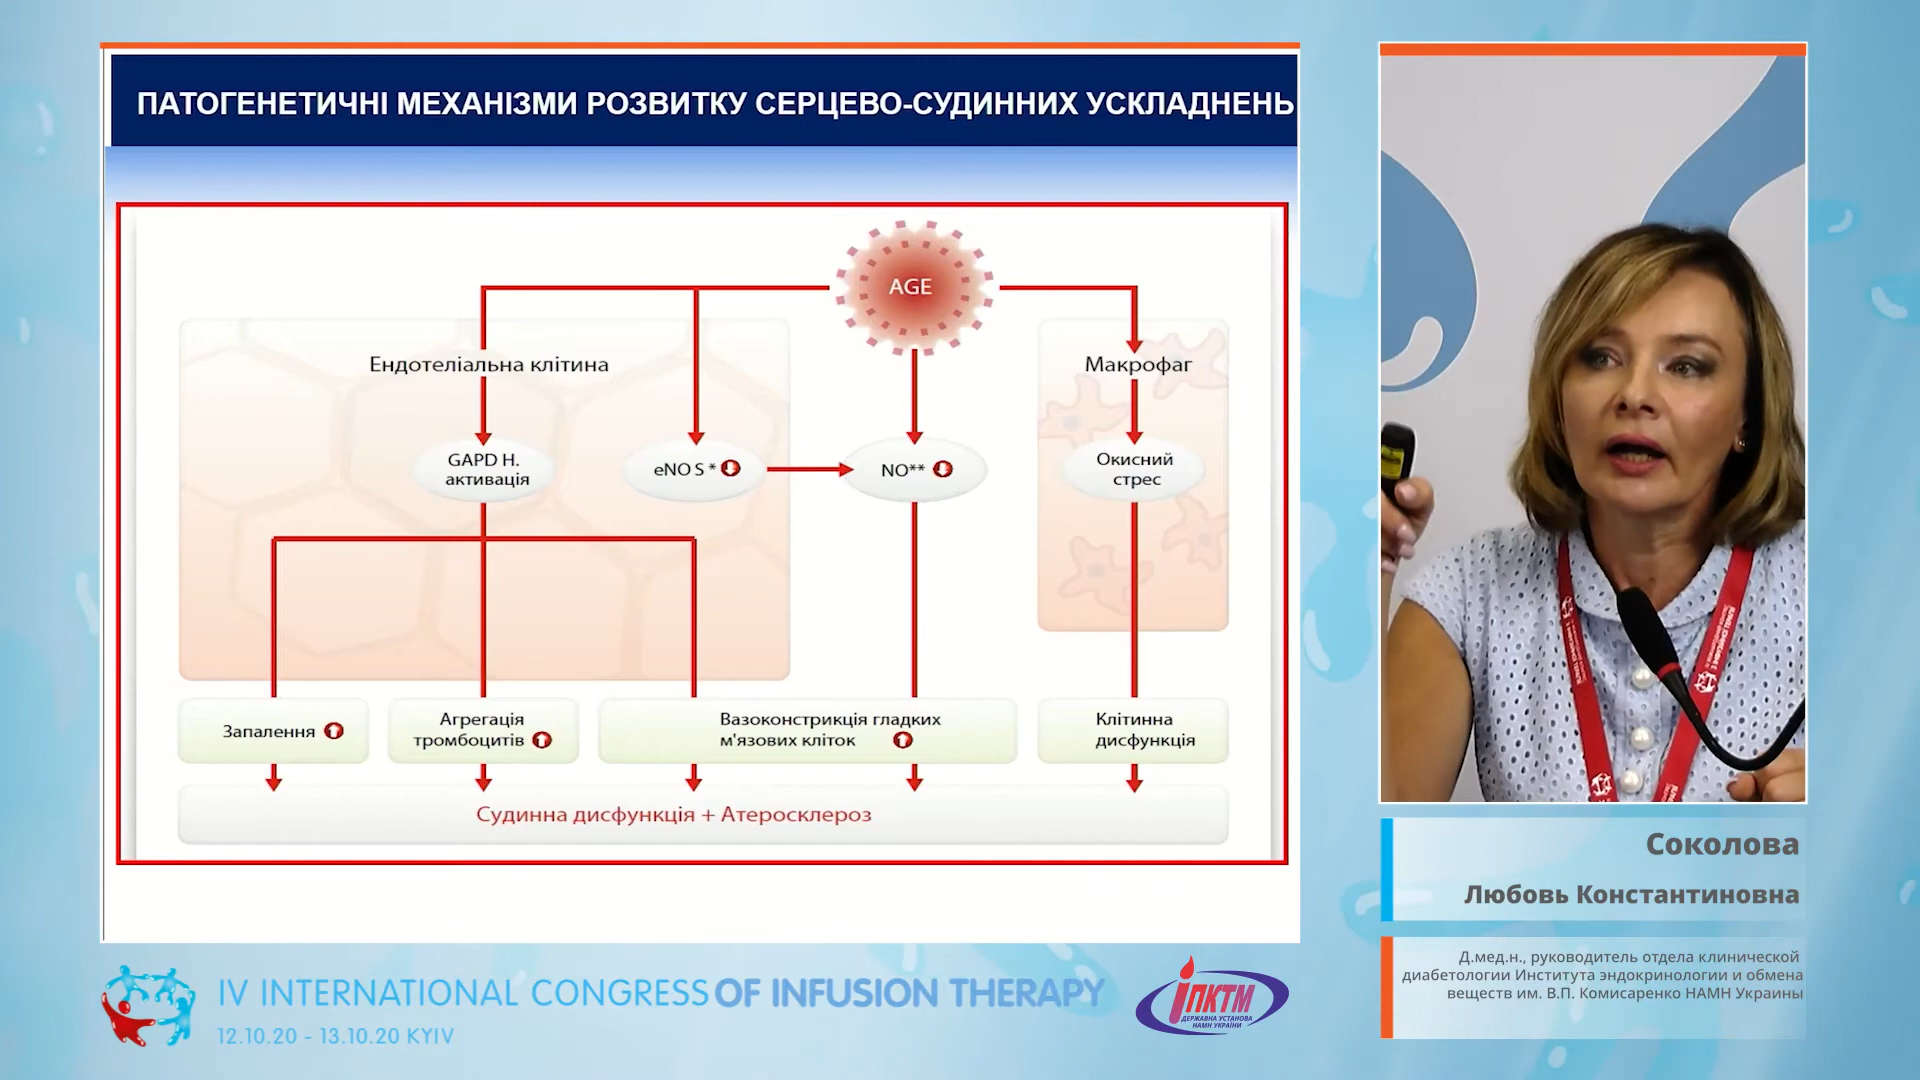 ПАТОГЕНЕТИЧНІ МЕХАНІЗМИ РОЗВИТКУ СЕРЦЕВО-СУДИННИХ УСКЛАДНЕНЬ
AGE
Ендотеліальна клітина
Макрофаг
GAPD H.
активація
eNO S *
NO**
Окисний
стрес
Запалення
Агрегація
тромбоцитів
Вазоконстрикція гладких
м'язових кліток
Клітинна
дисфункція
Судинна дисфункція + Атеросклероз
Соколова
Любовь Константиновна
Д.мед.н., руководитель отдела клинической
диабетологии Института эндокринологии и обмена
веществ им. В.П. Комисаренко НАМН Украины
IV INTERNATIONAL CONGRESS OF INFUSION THERAPY
12.10.20 - 13.10.20 KYIV
ІПКТМ
ДЕРЖАВНА УСТАНОВА
НАМН УКРАЇНИ